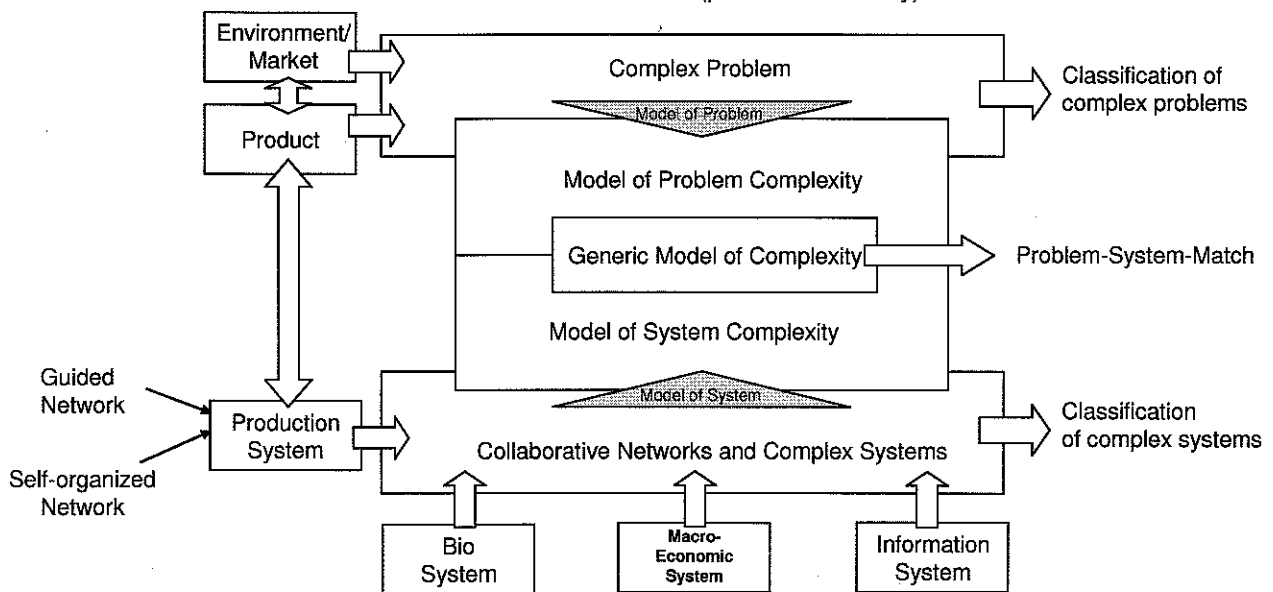 Environment/
Market
Complex Problem
Classification of
complex problems
Model of Problem
Product
Model of Problem Complexity
Generic Model of Complexity
Problem-System-Match
Model of System Complexity
Guided
Network
Model of System
Production
System
Classification
of complex systems
Collaborative Networks and Complex Systems
Self-organized
Network
Bio
System
Macro-
Economic
System
Information
System